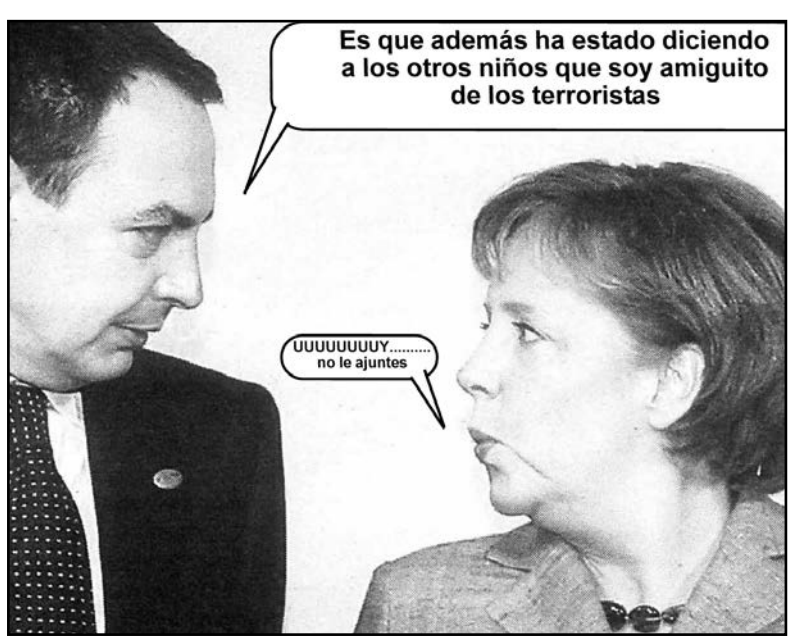 Es que además ha estado diciendo
a los otros niños que soy amiguito
de los terroristas
UUUUUUUUY..........
no le ajuntes